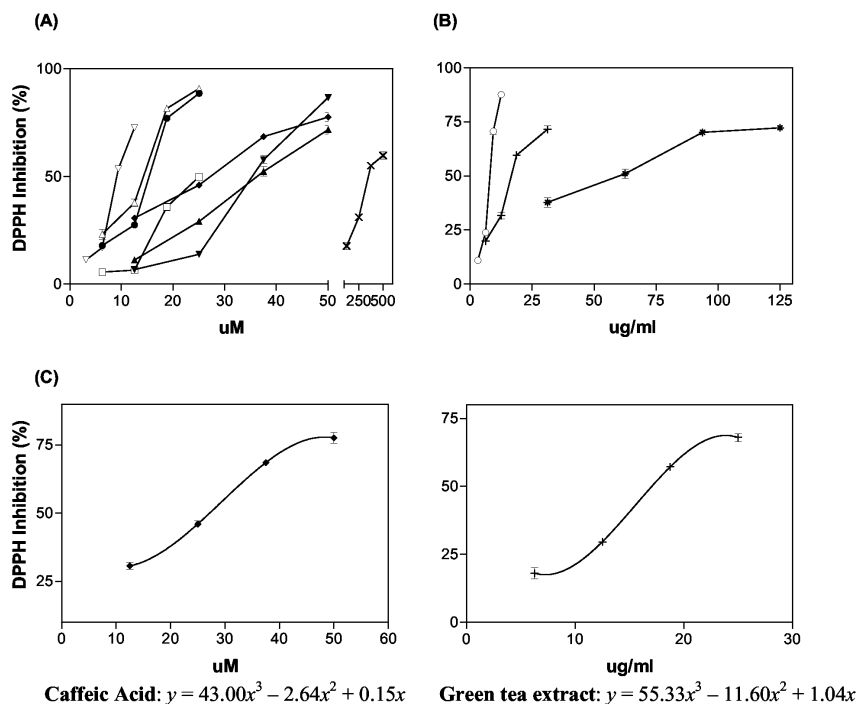 (A)
(B)
100
50
0
DPPH Inhibition (%)
0 10 20 30 40 50 250 500
uM
100
75
50
25
0
0 25 50 75 100 125
ug/ml
(C)
75
50
25
DPPH Inhibition (%)
0 10 20 30 40 50 60
uM
75
50
25
0
0 10 20 30
ug/ml
Caffeic Acid: y = 43.00x³ – 2.64x² + 0.15x
Green tea extract: y = 55.33x³ – 11.60x² + 1.04x